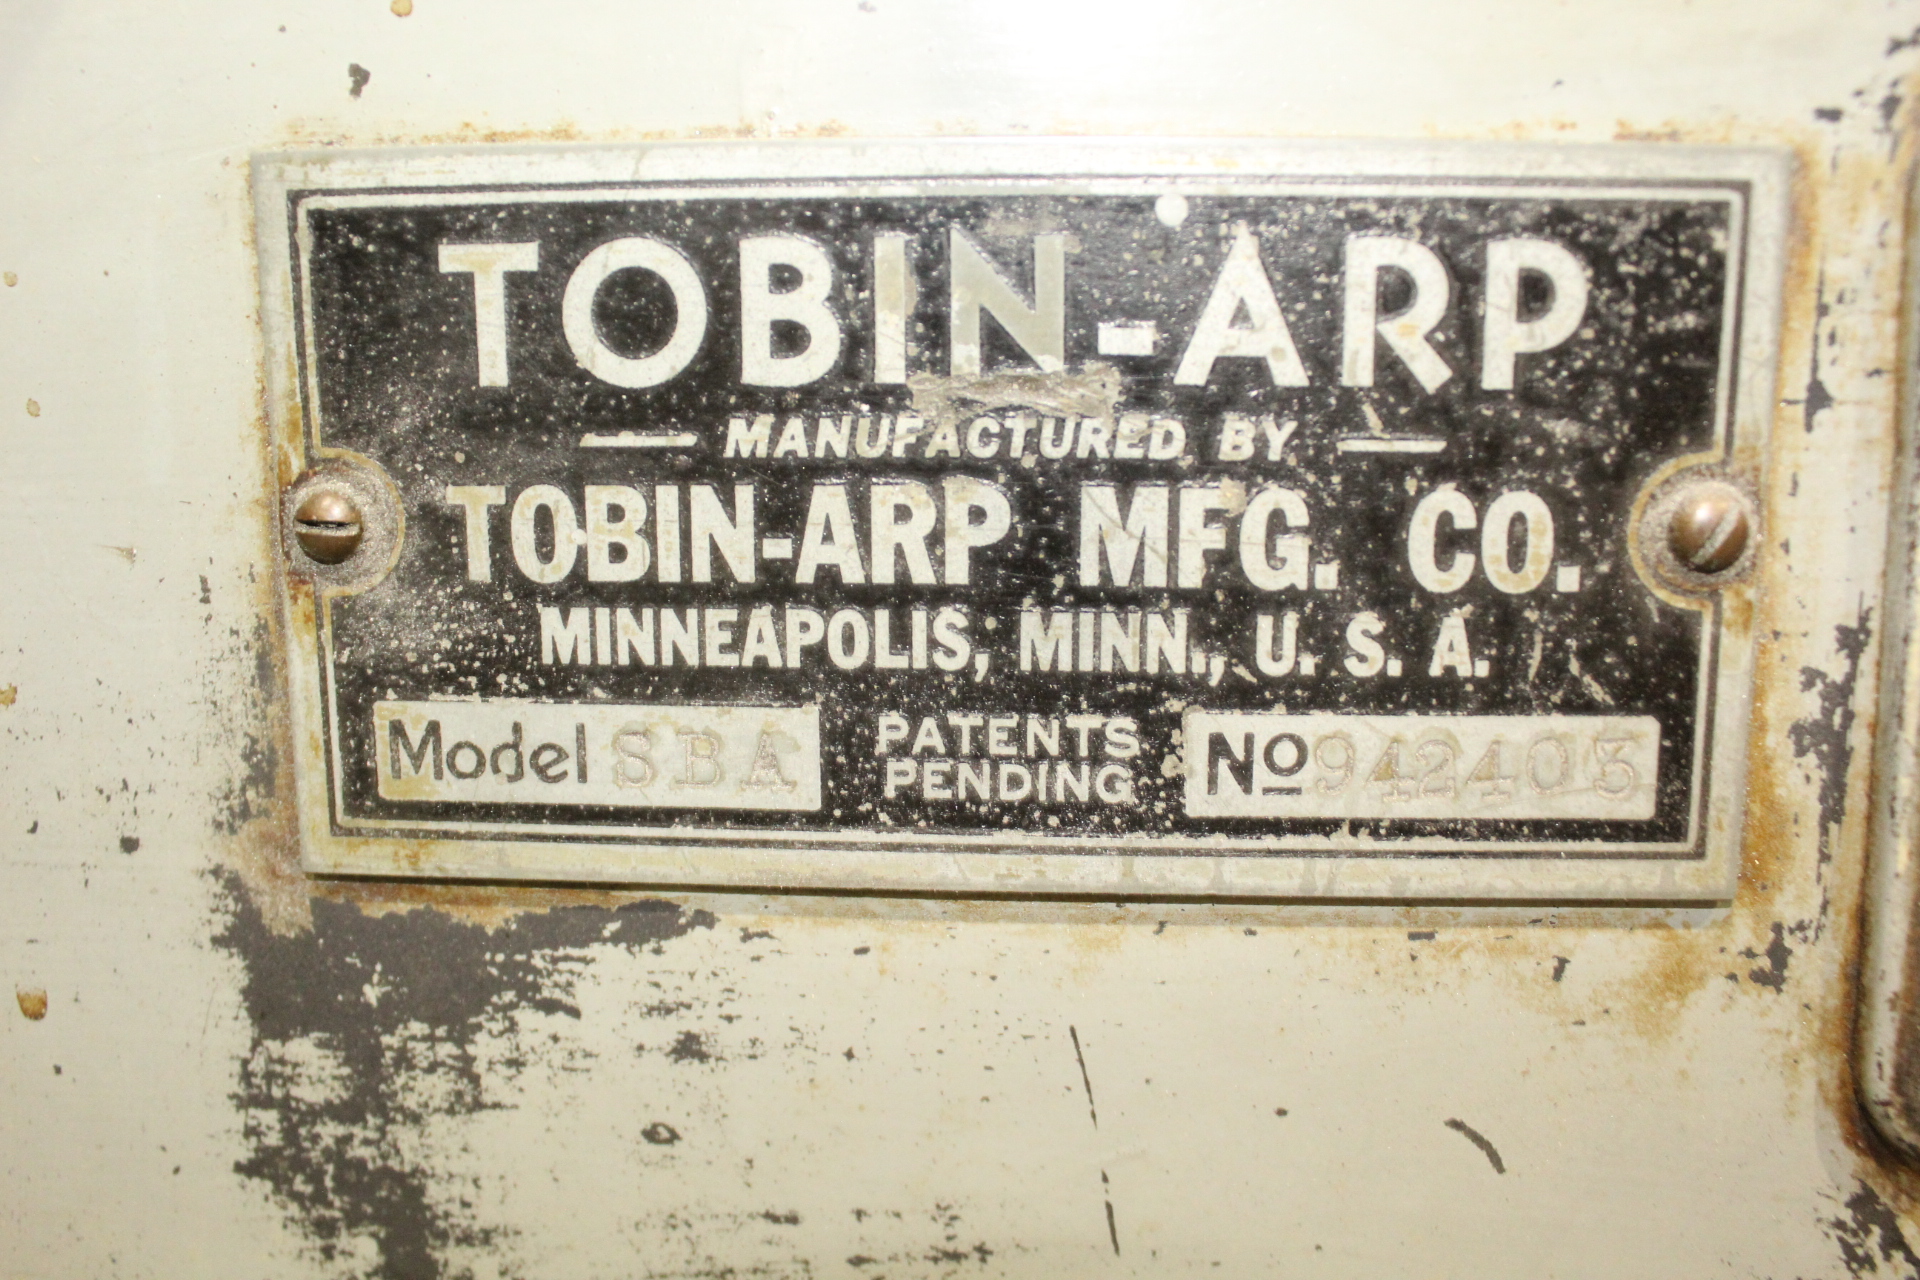 TOBIN-ARP
MANUFACTURED BY
TOBIN-ARP MFG. CO.
MINNEAPOLIS, MINN., U. S. A.
Model SBA PATENTS PENDING No 942403